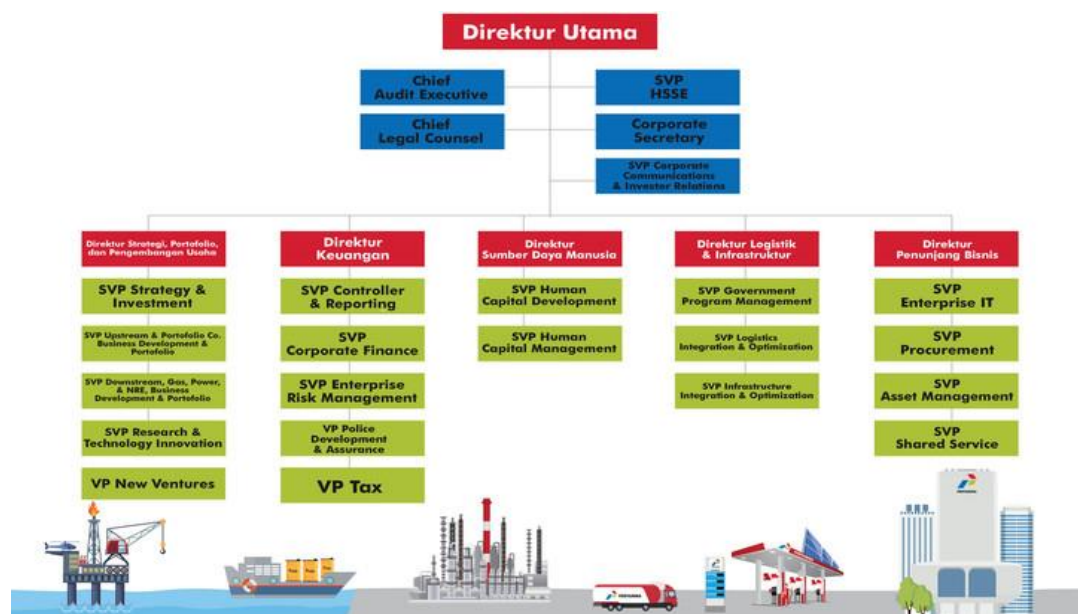 Direktur Utama
Chief
Audit Executive
SVP
HSSE
Chief
Legal Counsel
Corporate
Secretary
SVP Corporate
Communications
& Investor Relations
Direktur Strategi, Portofolio,
dan Pengembangan Usaha
SVP Strategy &
Investment
SVP Upstream & Portofolio Co.
Business Development &
Portofolio
SVP Downstream, Gas, Power,
& NRE, Business
Development & Portofolio
SVP Research &
Technology Innovation
VP New Ventures
Direktur
Keuangan
SVP Controller
& Reporting
SVP
Corporate Finance
SVP Enterprise
Risk Management
VP Police
Development
& Assurance
VP Tax
Direktur
Sumber Daya Manusia
SVP Human
Capital Development
SVP Human
Capital Management
Direktur Logistik
& Infrastruktur
SVP Government
Program Management
SVP Logistics
Integration & Optimization
SVP Infrastructure
Integration & Optimization
Direktur
Penunjang Bisnis
SVP
Enterprise IT
SVP
Procurement
SVP
Asset Management
SVP
Shared Service
PERTAMINA
PERTAMINA